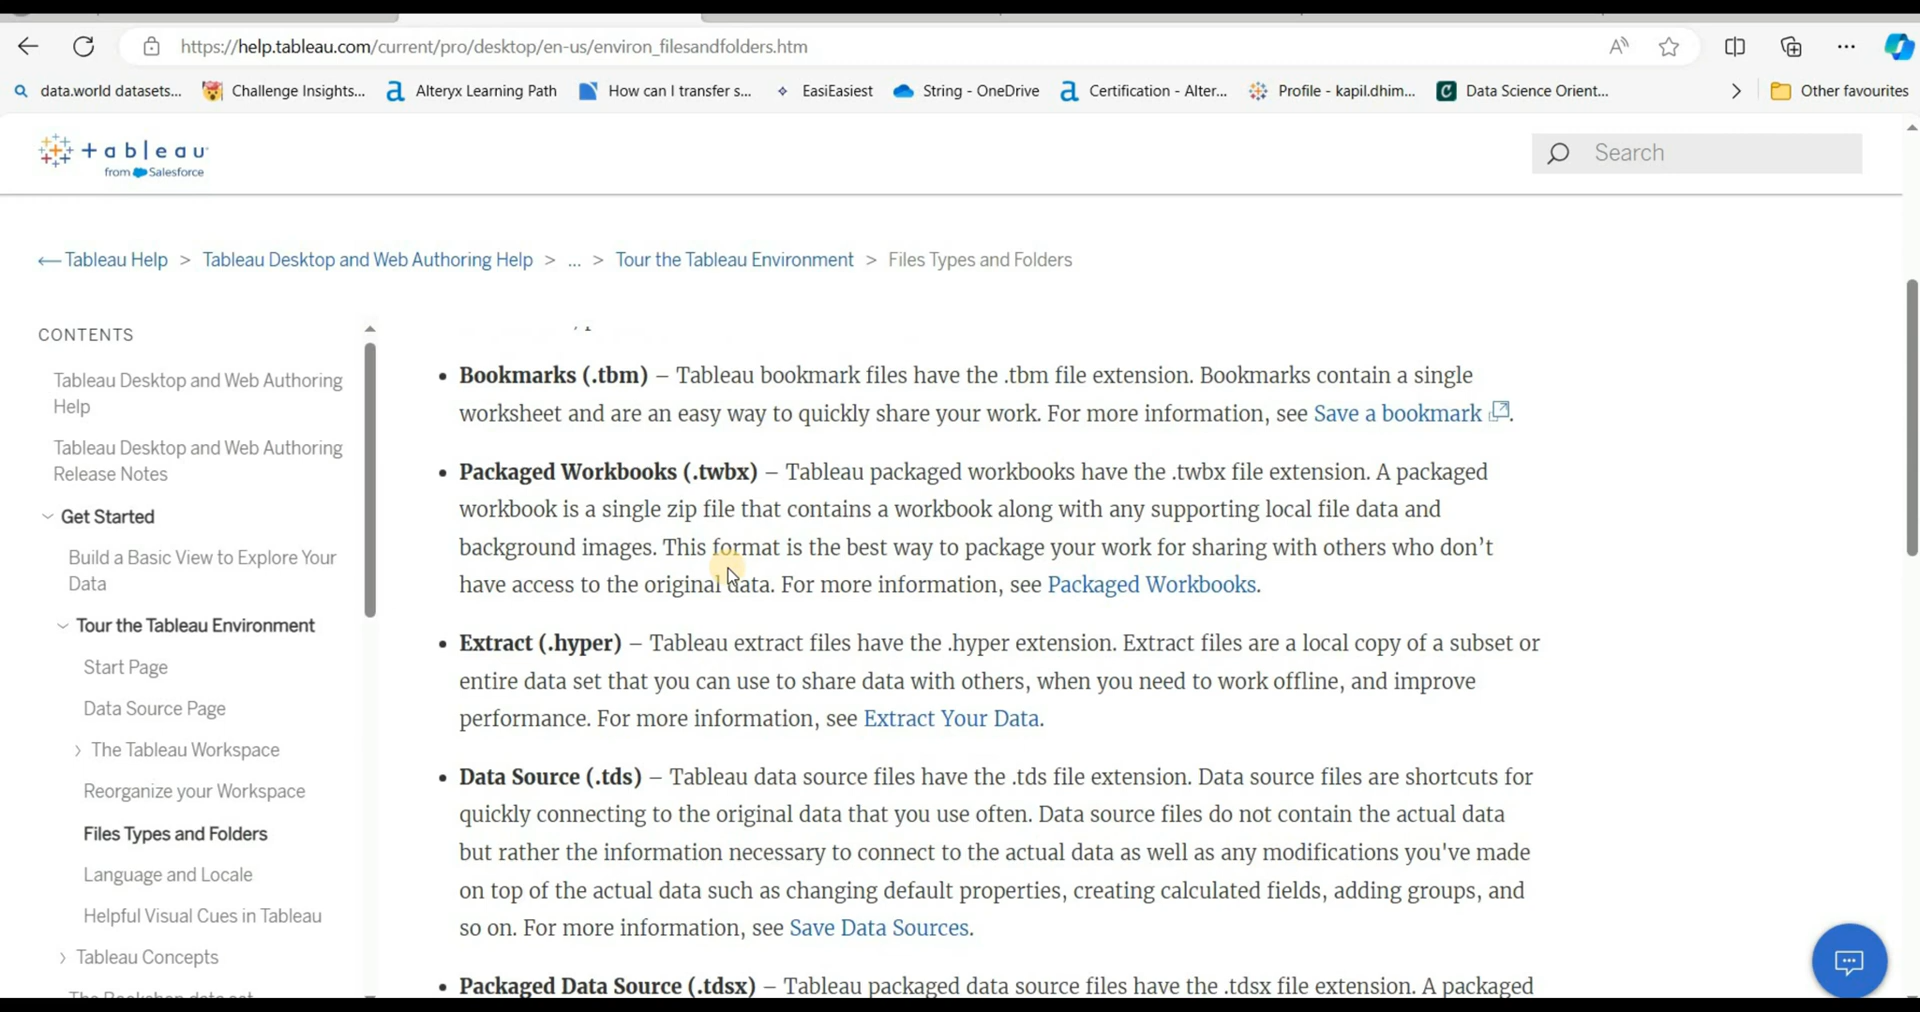 https://help.tableau.com/current/pro/desktop/en-us/environ_filesandfolders.htm
data.world datasets...
Challenge Insights...
Alteryx Learning Path
How can I transfer s...
EasiEasiest
String - OneDrive
Certification - Alter...
Profile - kapil.dhim...
Data Science Orient...
Other favourites
+ a b | e a u
from Salesforce
Search
Tableau Help > Tableau Desktop and Web Authoring Help > ... > Tour the Tableau Environment > Files Types and Folders
CONTENTS
Tableau Desktop and Web Authoring
Help
Tableau Desktop and Web Authoring
Release Notes
Get Started
Build a Basic View to Explore Your
Data
Tour the Tableau Environment
Start Page
Data Source Page
The Tableau Workspace
Reorganize your Workspace
Files Types and Folders
Language and Locale
Helpful Visual Cues in Tableau
Tableau Concepts
• Bookmarks (.tbm) – Tableau bookmark files have the .tbm file extension. Bookmarks contain a single
worksheet and are an easy way to quickly share your work. For more information, see Save a bookmark.
• Packaged Workbooks (.twbx) – Tableau packaged workbooks have the .twbx file extension. A packaged
workbook is a single zip file that contains a workbook along with any supporting local file data and
background images. This format is the best way to package your work for sharing with others who don’t
have access to the original data. For more information, see Packaged Workbooks.
• Extract (.hyper) – Tableau extract files have the .hyper extension. Extract files are a local copy of a subset or
entire data set that you can use to share data with others, when you need to work offline, and improve
performance. For more information, see Extract Your Data.
• Data Source (.tds) – Tableau data source files have the .tds file extension. Data source files are shortcuts for
quickly connecting to the original data that you use often. Data source files do not contain the actual data
but rather the information necessary to connect to the actual data as well as any modifications you've made
on top of the actual data such as changing default properties, creating calculated fields, adding groups, and
so on. For more information, see Save Data Sources.
• Packaged Data Source (.tdsx) – Tableau packaged data source files have the .tdsx file extension. A packaged